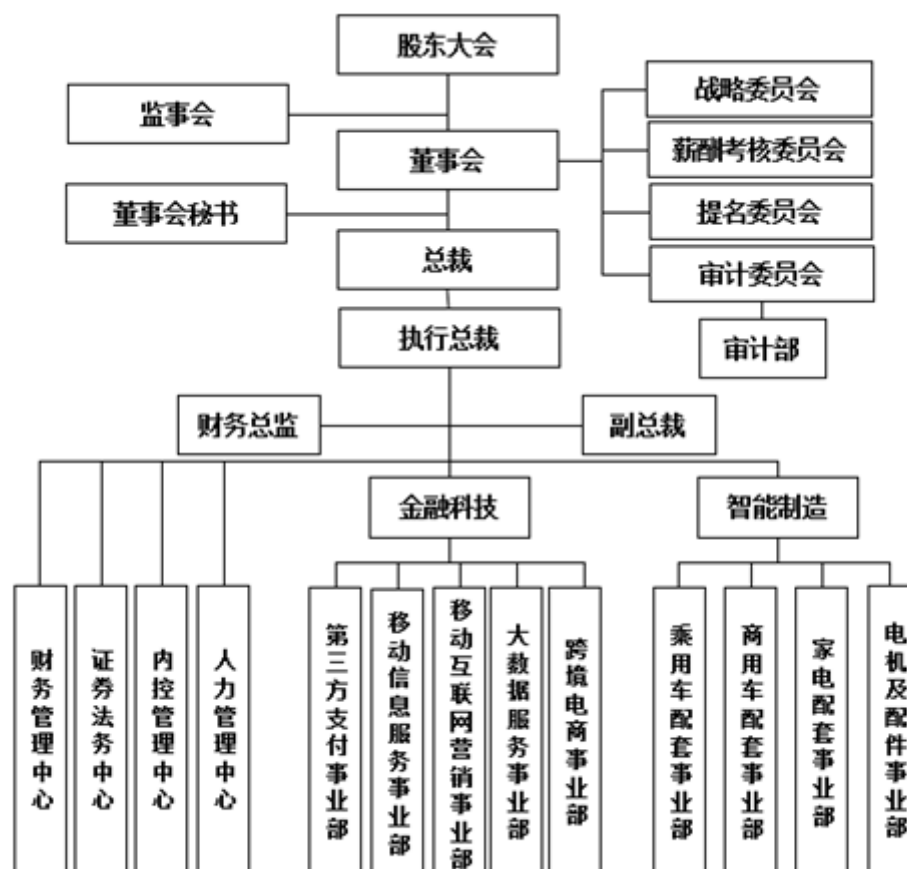 股东大会
监事会
战略委员会
董事会
薪酬考核委员会
董事会秘书
提名委员会
总裁
审计委员会
执行总裁
审计部
财务总监
副总裁
金融科技
智能制造
财务管理中心
证券法务中心
内控管理中心
人力管理中心
第三方支付事业部
移动信息服务事业部
移动互联网营销事业部
大数据服务事业部
跨境电商事业部
乘用车配套事业部
商用车配套事业部
家电配套事业部
电机及配件事业部